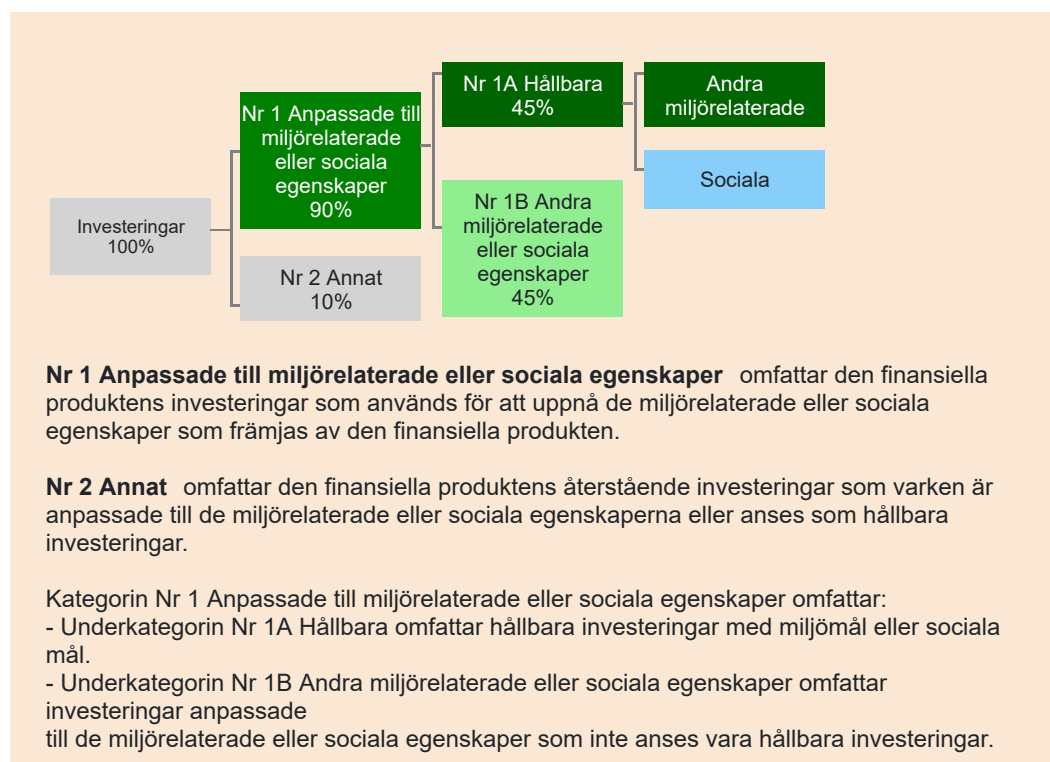 Investeringar
100%
Nr 1 Anpassade till
miljörelaterade
eller sociala
egenskaper
90%
Nr 2 Annat
10%
Nr 1A Hållbara
45%
Nr 1B Andra
miljörelaterade
eller sociala
egenskaper
45%
Andra
miljörelaterade
Sociala
Nr 1 Anpassade till miljörelaterade eller sociala egenskaper omfattar den finansiella
produktens investeringar som används för att uppnå de miljörelaterade eller sociala
egenskaper som främjas av den finansiella produkten.
Nr 2 Annat omfattar den finansiella produktens återstående investeringar som varken är
anpassade till de miljörelaterade eller sociala egenskaperna eller anses som hållbara
investeringar.
Kategorin Nr 1 Anpassade till miljörelaterade eller sociala egenskaper omfattar:
- Underkategorin Nr 1A Hållbara omfattar hållbara investeringar med miljömål eller sociala
mål.
- Underkategorin Nr 1B Andra miljörelaterade eller sociala egenskaper omfattar
investeringar anpassade
till de miljörelaterade eller sociala egenskaper som inte anses vara hållbara investeringar.